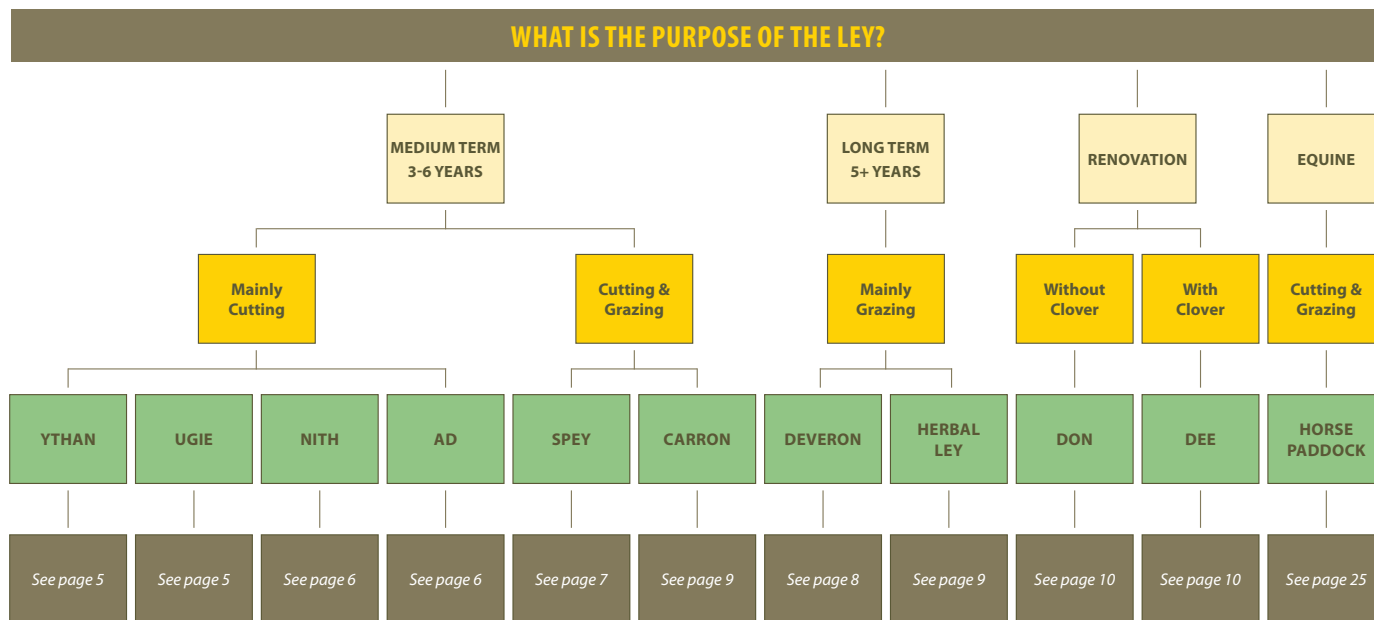 WHAT IS THE PURPOSE OF THE LEY?
MEDIUM TERM
3-6 YEARS
LONG TERM
5+ YEARS
RENOVATION
EQUINE
Mainly
Cutting
Cutting &
Grazing
Mainly
Grazing
Without
Clover
With
Clover
Cutting &
Grazing
YTHAN
UGIE
NITH
AD
SPEY
CARRON
DEVERON
HERBAL
LEY
DON
DEE
HORSE
PADDOCK
See page 5
See page 5
See page 6
See page 6
See page 7
See page 9
See page 8
See page 9
See page 10
See page 10
See page 25